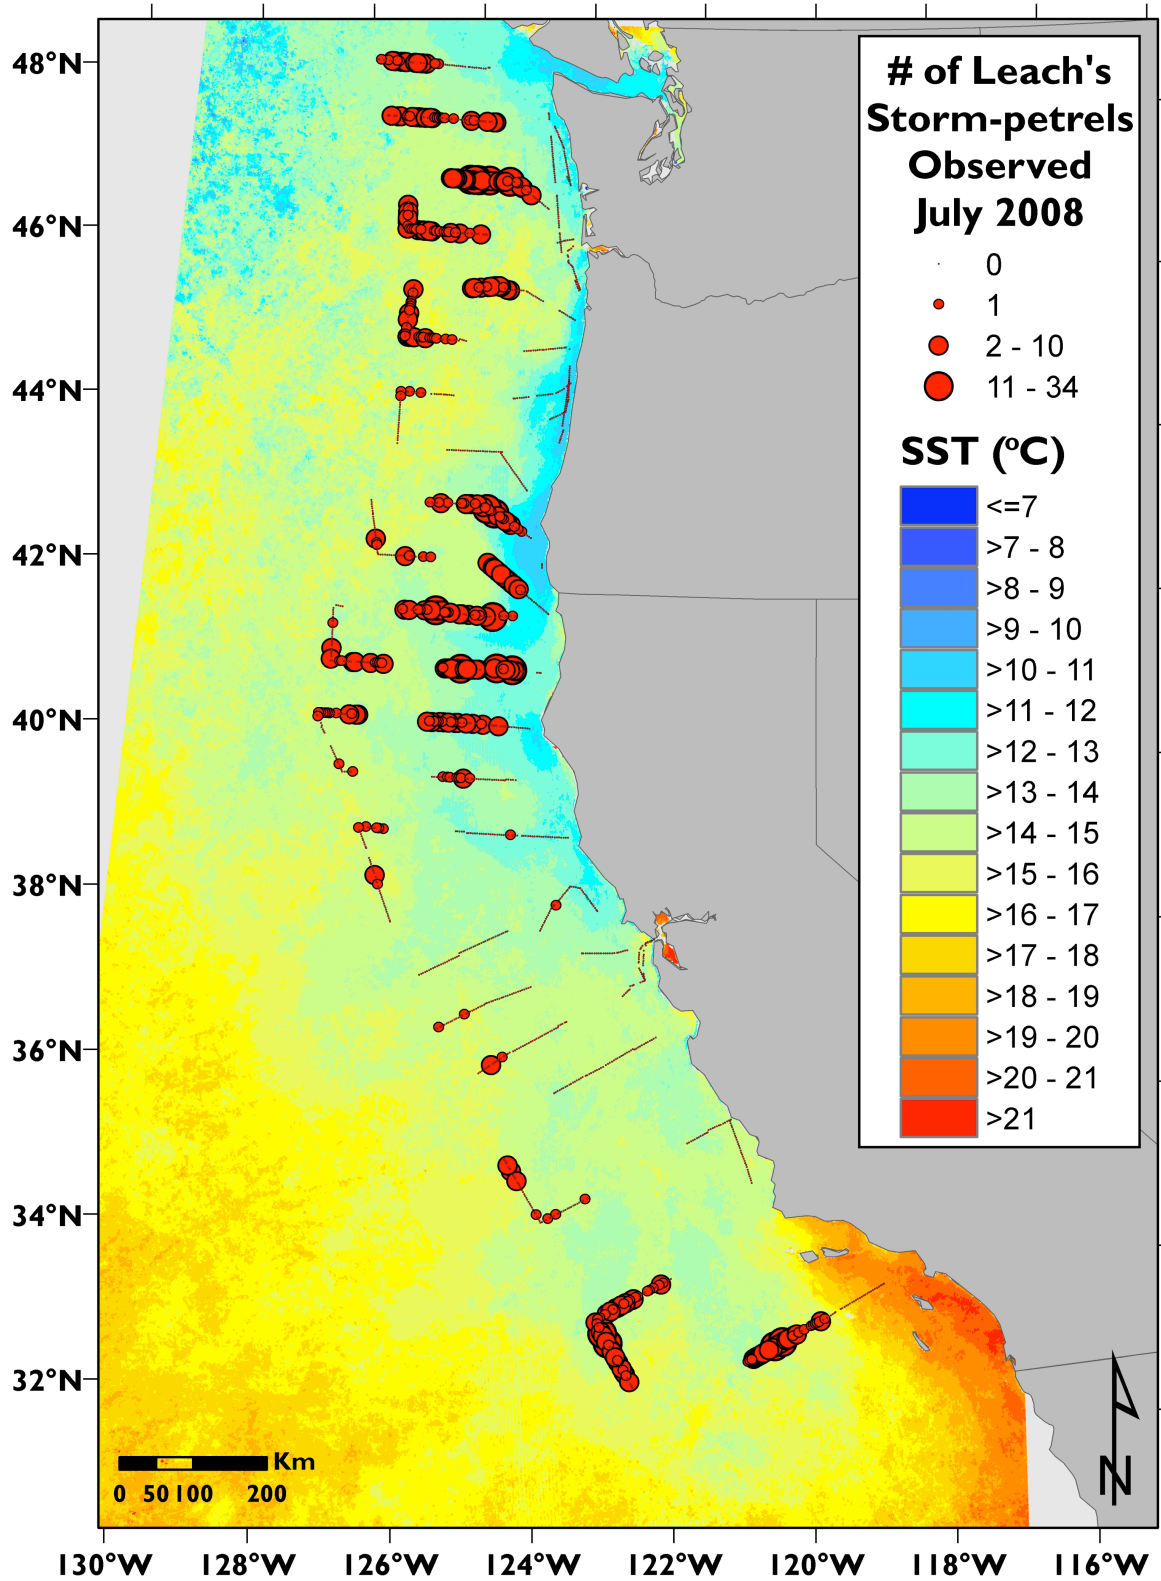 # of Leach's
Storm-petrels
Observed
July 2008
0
1
2 - 10
11 - 34
SST (ºC)
<=7
>7 - 8
>8 - 9
>9 - 10
>10 - 11
>11 - 12
>12 - 13
>13 - 14
>14 - 15
>15 - 16
>16 - 17
>17 - 18
>18 - 19
>19 - 20
>20 - 21
>21
48°N
46°N
44°N
42°N
40°N
38°N
36°N
34°N
32°N
Km
0 50 100 200
N
130°W 128°W 126°W 124°W 122°W 120°W 118°W 116°W